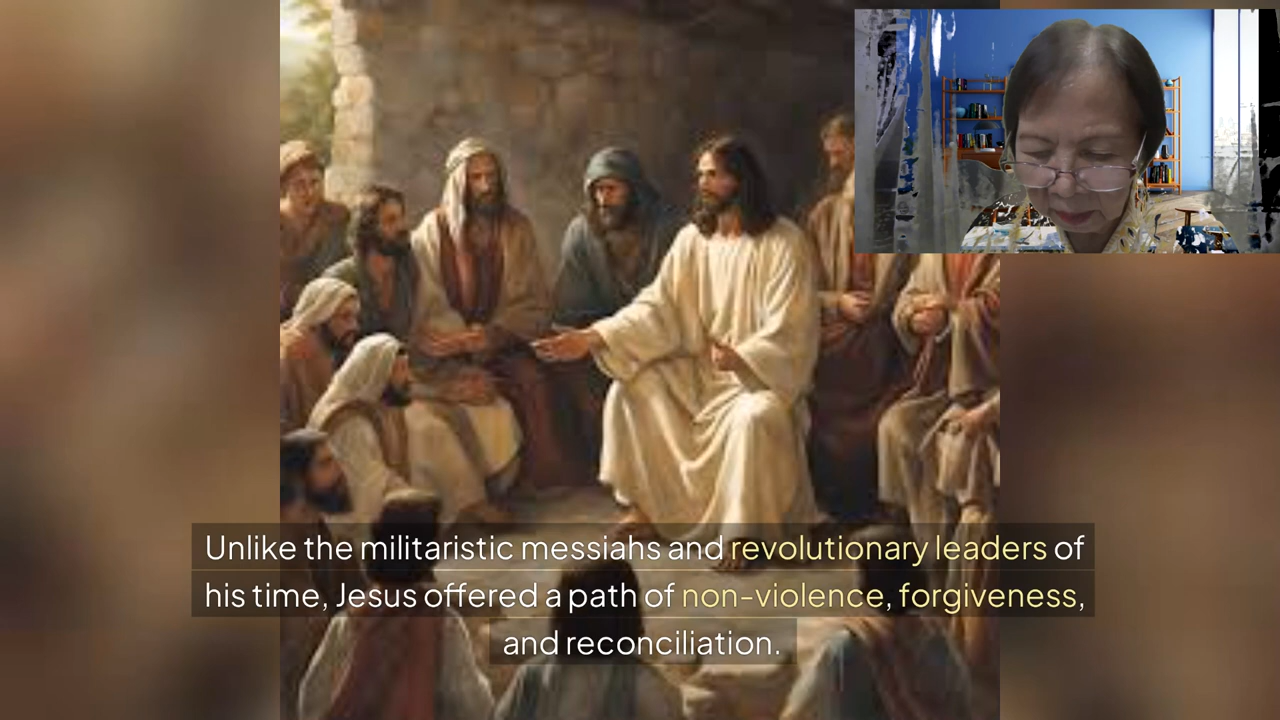 Unlike the militaristic messiahs and revolutionary leaders of
his time, Jesus offered a path of non-violence, forgiveness,
and reconciliation.